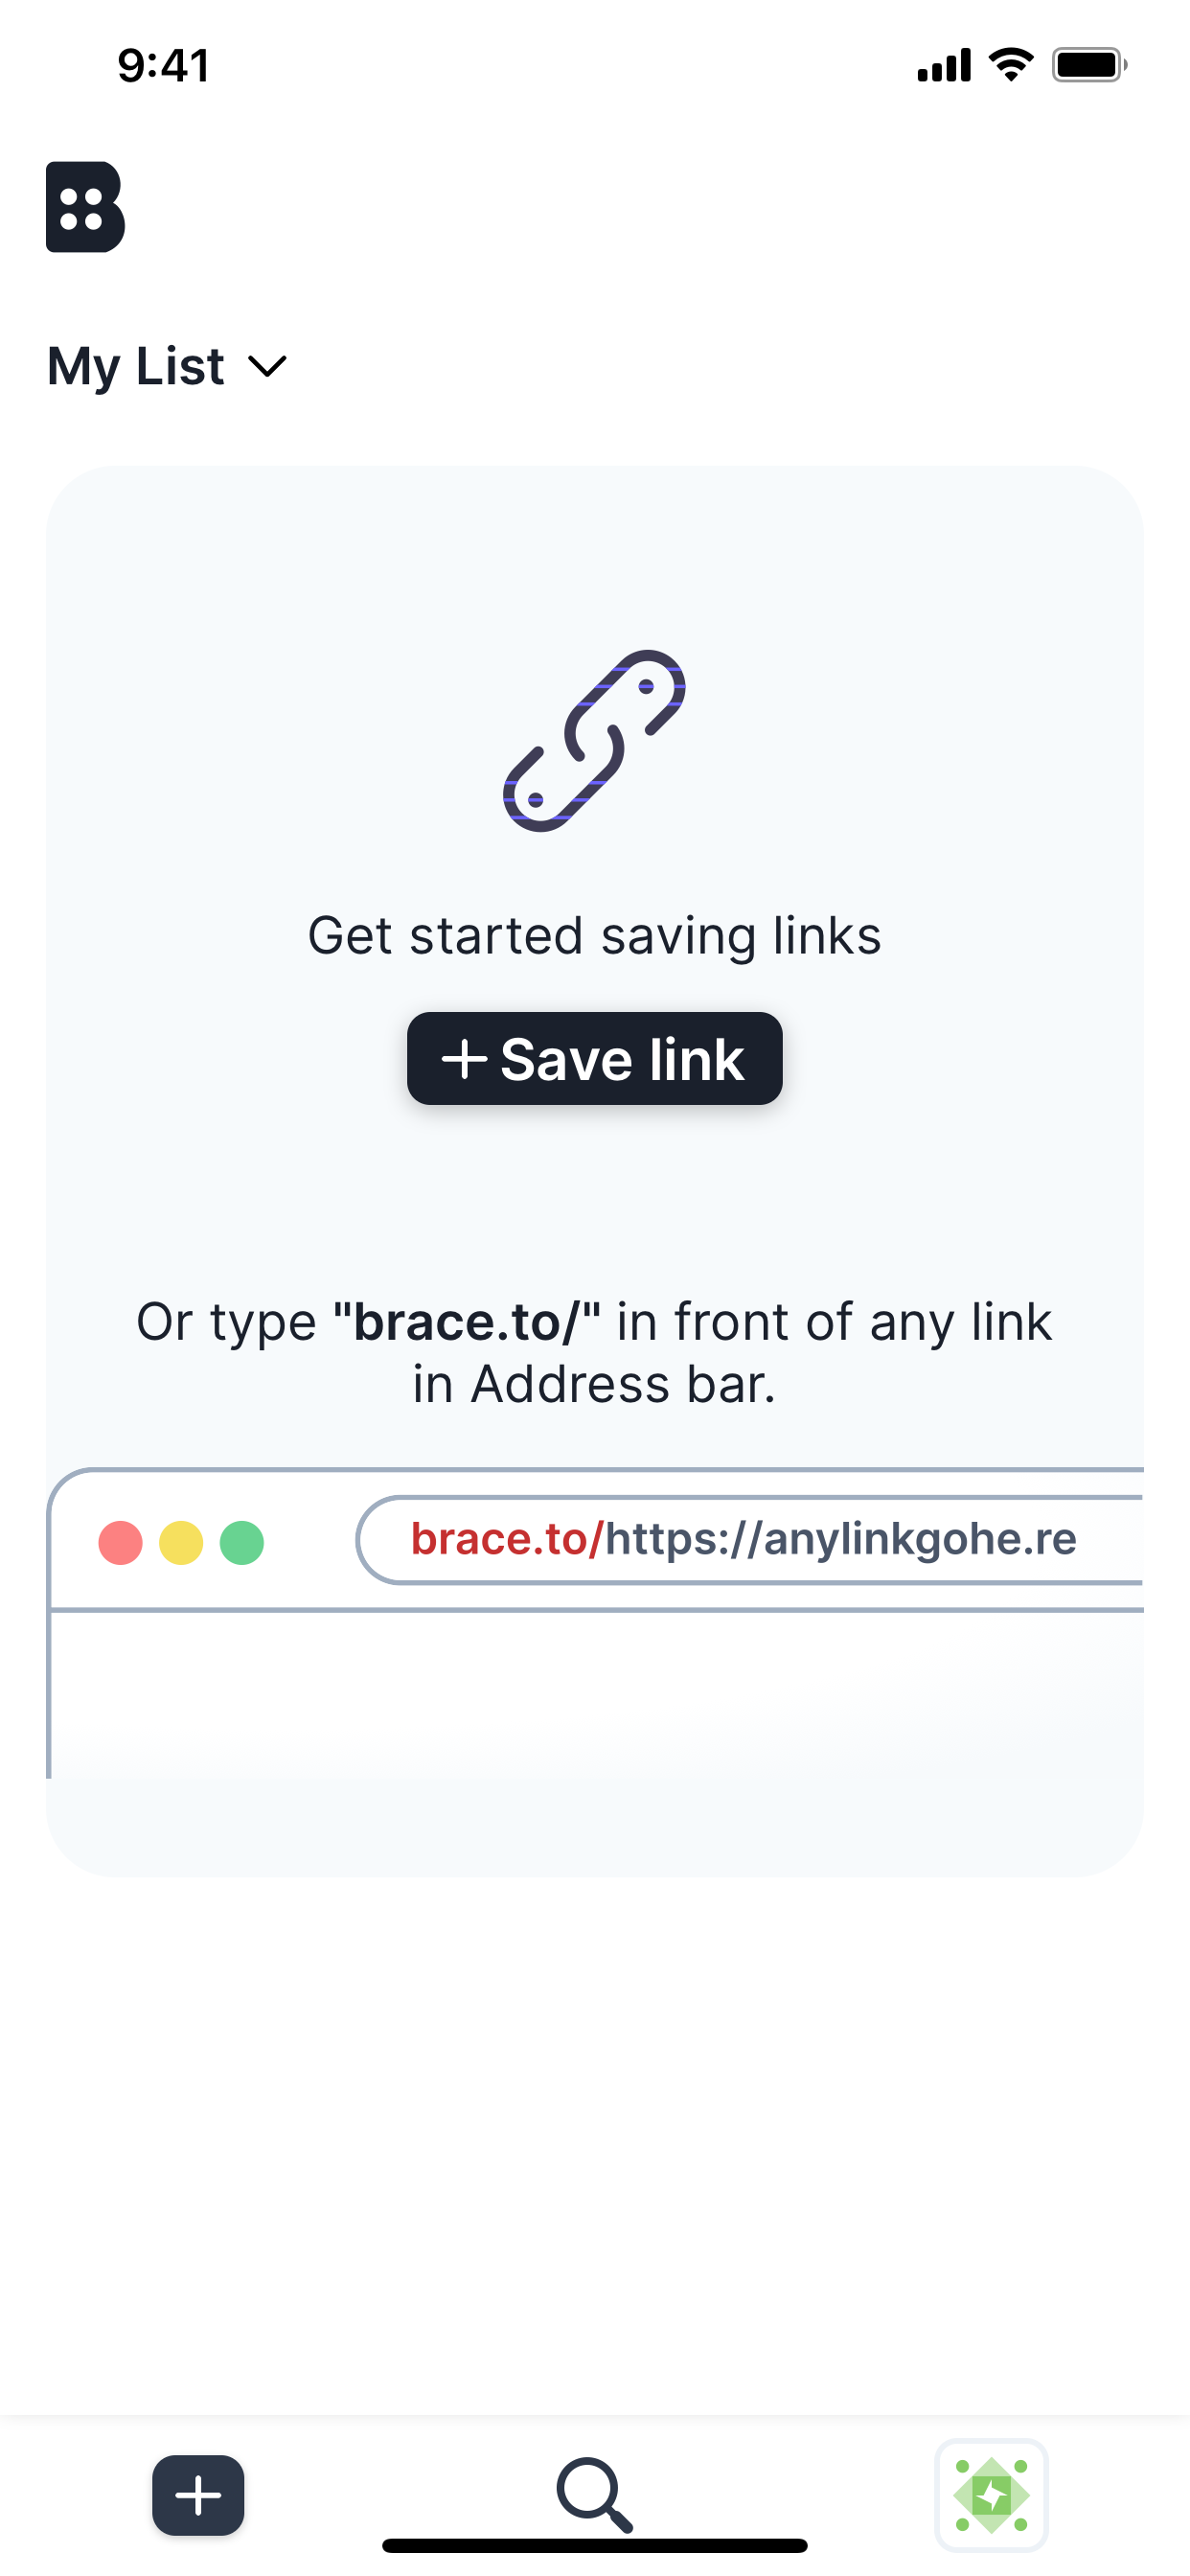 9:41
My List
Get started saving links
Save link
Or type "brace.to/" in front of any link
in Address bar.
brace.to/https://anylinkgohe.re